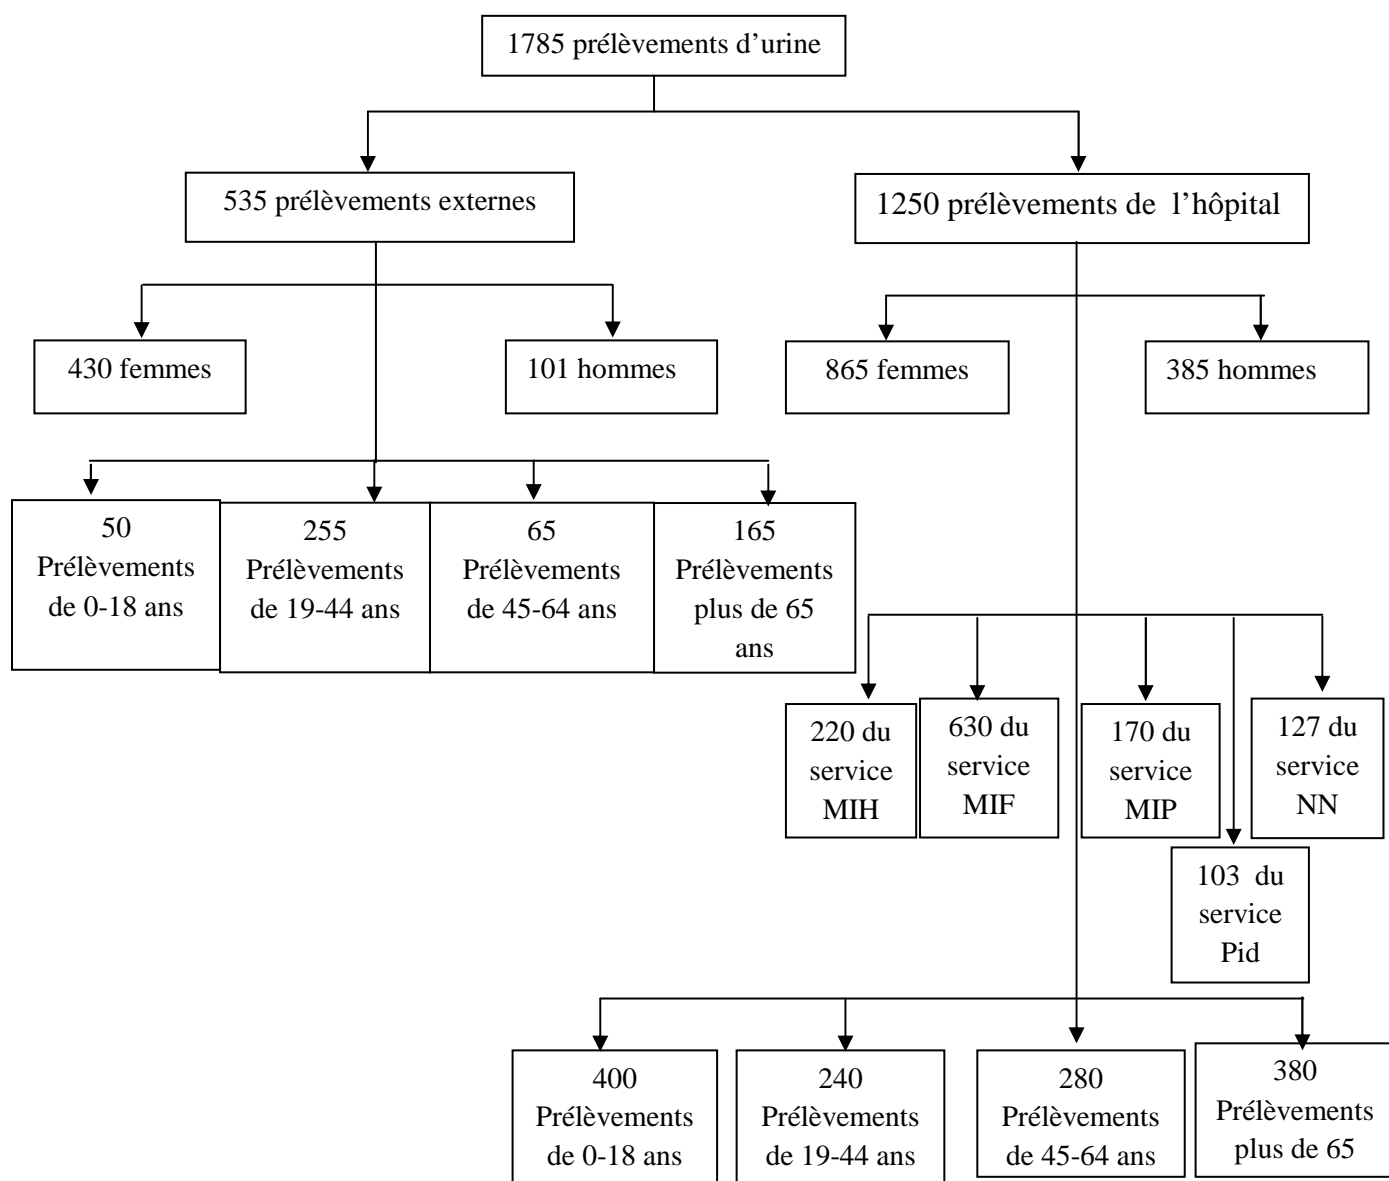 1785 prélèvements d’urine
535 prélèvements externes
1250 prélèvements de l’hôpital
430 femmes
101 hommes
865 femmes
385 hommes
50
Prélèvements
de 0-18 ans
255
Prélèvements
de 19-44 ans
65
Prélèvements
de 45-64 ans
165
Prélèvements
plus de 65
ans
220 du
service
MIH
630 du
service
MIF
170 du
service
MIP
127 du
service
NN
103 du
service
Pid
400
Prélèvements
de 0-18 ans
240
Prélèvements
de 19-44 ans
280
Prélèvements
de 45-64 ans
380
Prélèvements
plus de 65